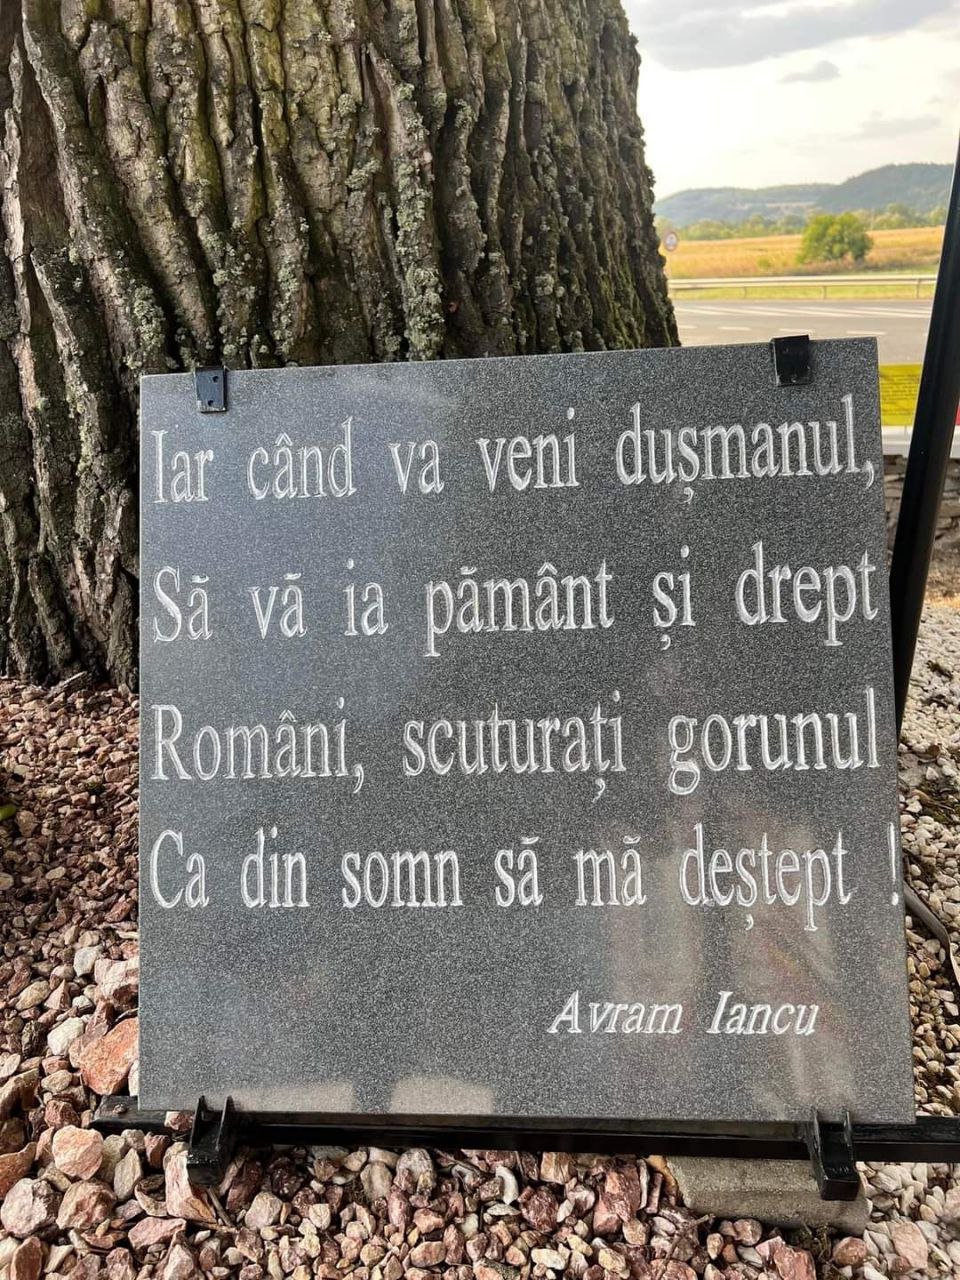 Iar când va veni dușmanul,
Să vă ia pământ și drept
Români, scuturați gorunul
Ca din somn să mă deștept !
Avram Iancu